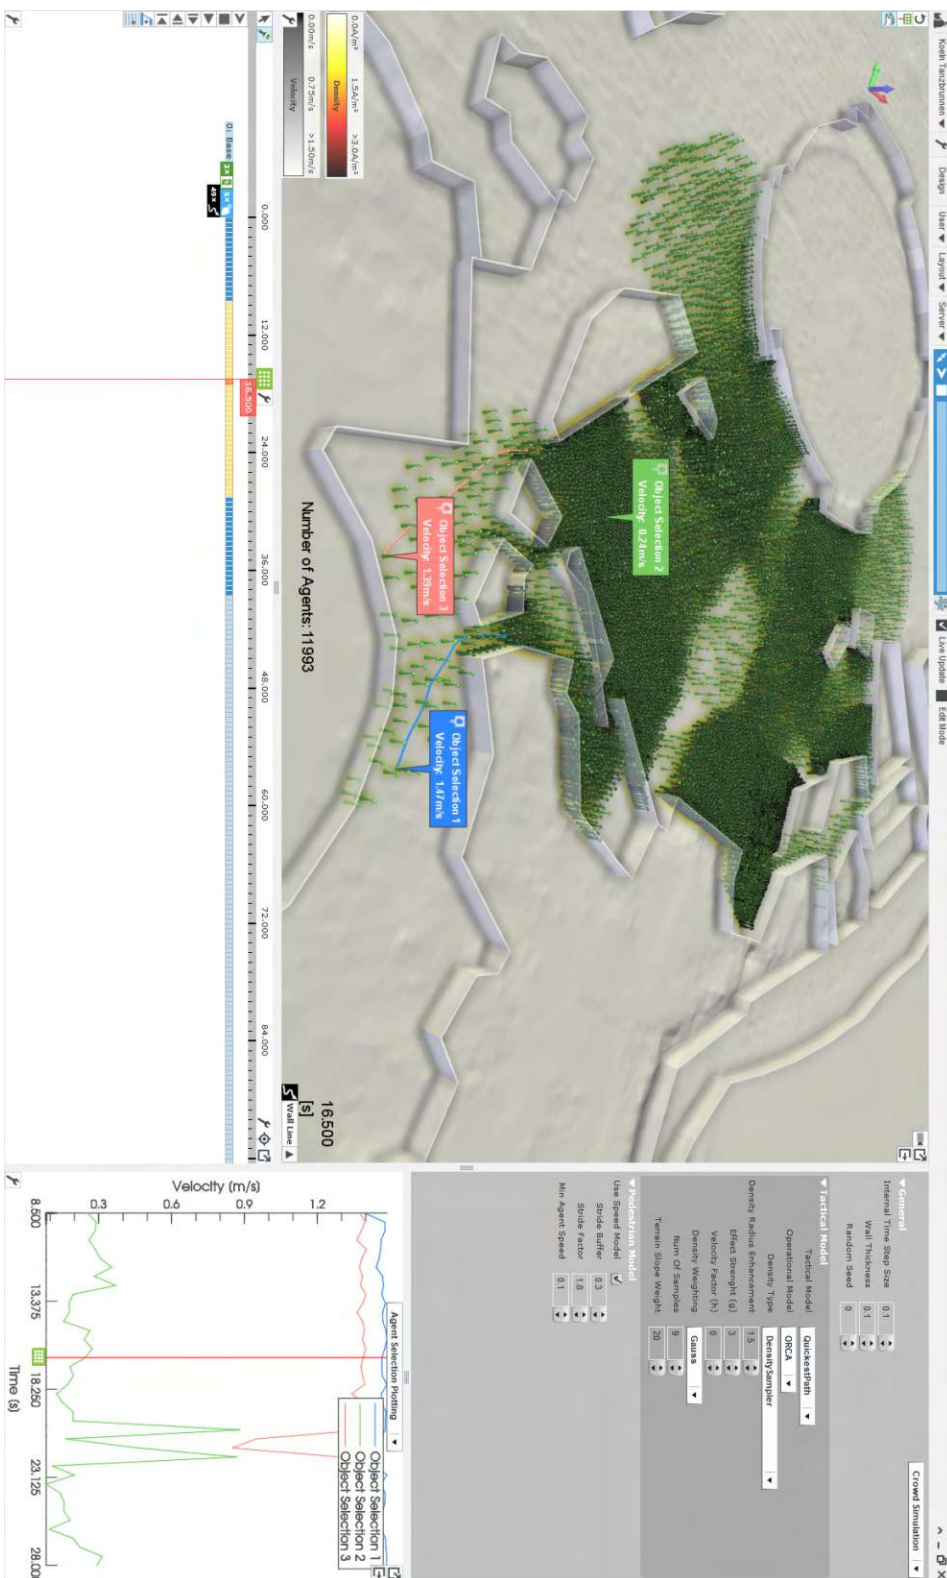 Koeln Tanzbrunnen
Design
User
Layout
Server
Live Update
Edit Mode
Crowd Simulation
0.0A/m² 1.5A/m² >3.0A/m²
Density
0.00m/s 0.75m/s >1.50m/s
Velocity
Object Selection 2
Velocity: 0.24m/s
Object Selection 3
Velocity: 1.39m/s
Object Selection 1
Velocity: 1.47m/s
Number of Agents: 11993
16.500
[s]
Wall Line
General
Internal Time Step Size 0.1
Wall Thickness 0.1
Random Seed 0
Tactical Model
Tactical Model QuickestPath
Operational Model ORCA
Density Type DensitySampler
Density Radius Enhancement 1.5
Effect Strenght (g) 3
Velocity Factor (h) 0
Density Weighting Gauss
Num Of Samples 9
Terrain Slope Weight 20
Pedestrian Model
Use Speed Model
Stride Buffer 0.3
Stride Factor 1.8
Min Agent Speed 0.1
0.000 12.000 24.000 36.000 48.000 60.000 72.000 84.000
16.500
0: Base
49x
Agent Selection Plotting
Object Selection 1
Object Selection 2
Object Selection 3
Velocity (m/s)
1.2
0.9
0.6
0.3
8.500 13.375 18.250 23.125 28.000
Time (s)